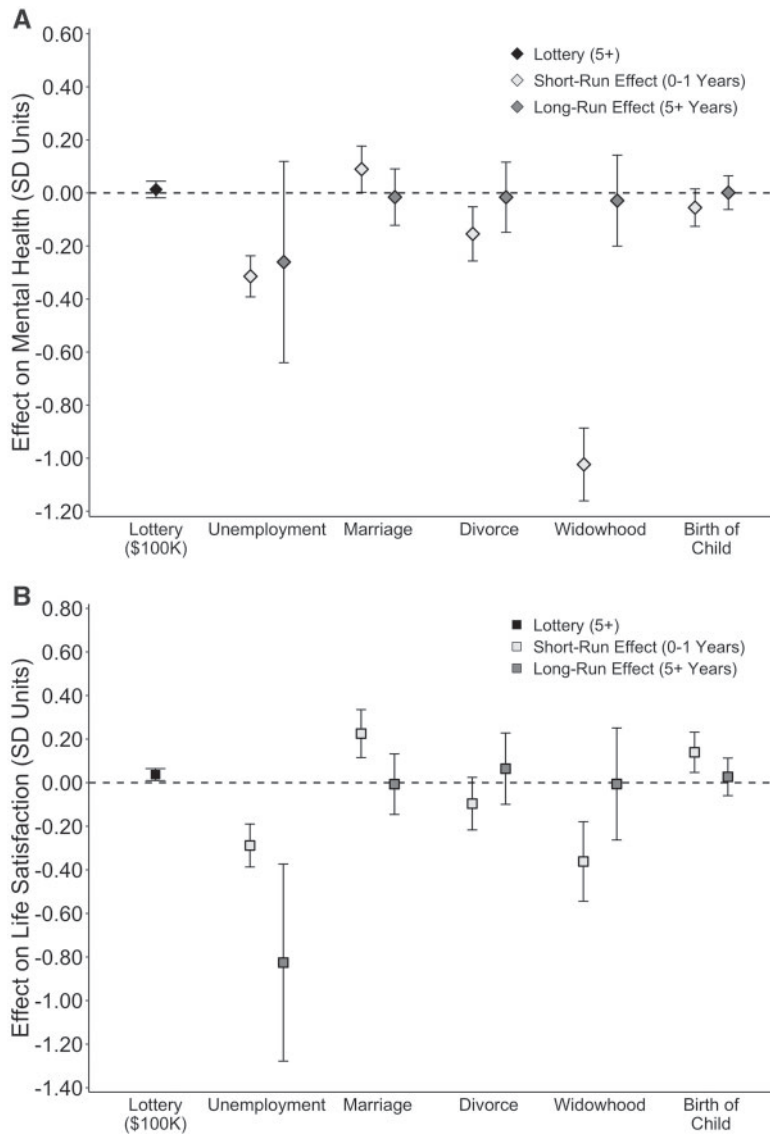 A
Effect on Mental Health (SD Units)
0.60
0.40
0.20
0.00
-0.20
-0.40
-0.60
-0.80
-1.00
-1.20
Lottery (5+)
Short-Run Effect (0-1 Years)
Long-Run Effect (5+ Years)
Lottery Unemployment Marriage Divorce Widowhood Birth of
($100K) Child
B
Effect on Life Satisfaction (SD Units)
0.80
0.60
0.40
0.20
0.00
-0.20
-0.40
-0.60
-0.80
-1.00
-1.20
-1.40
Lottery (5+)
Short-Run Effect (0-1 Years)
Long-Run Effect (5+ Years)
Lottery Unemployment Marriage Divorce Widowhood Birth of
($100K) Child